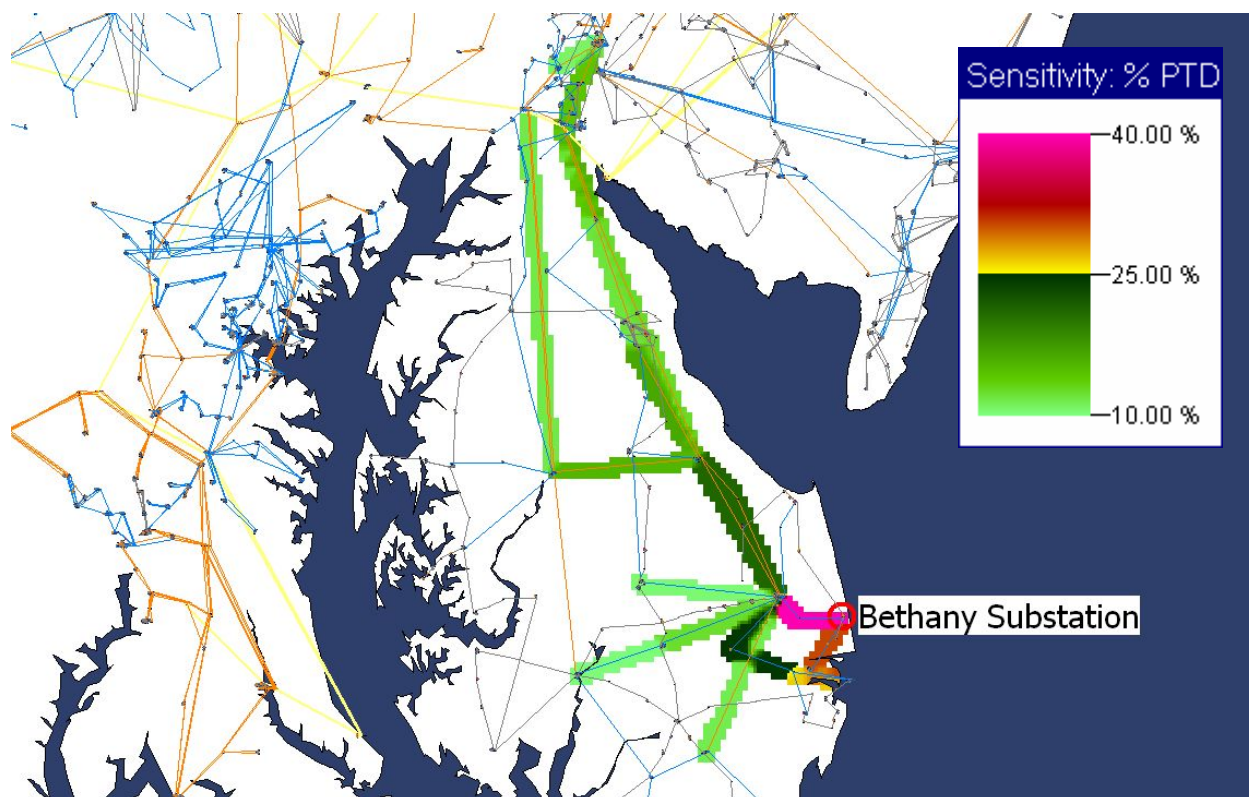 Sensitivity: % PTD
40.00 %
25.00 %
10.00 %
Bethany Substation